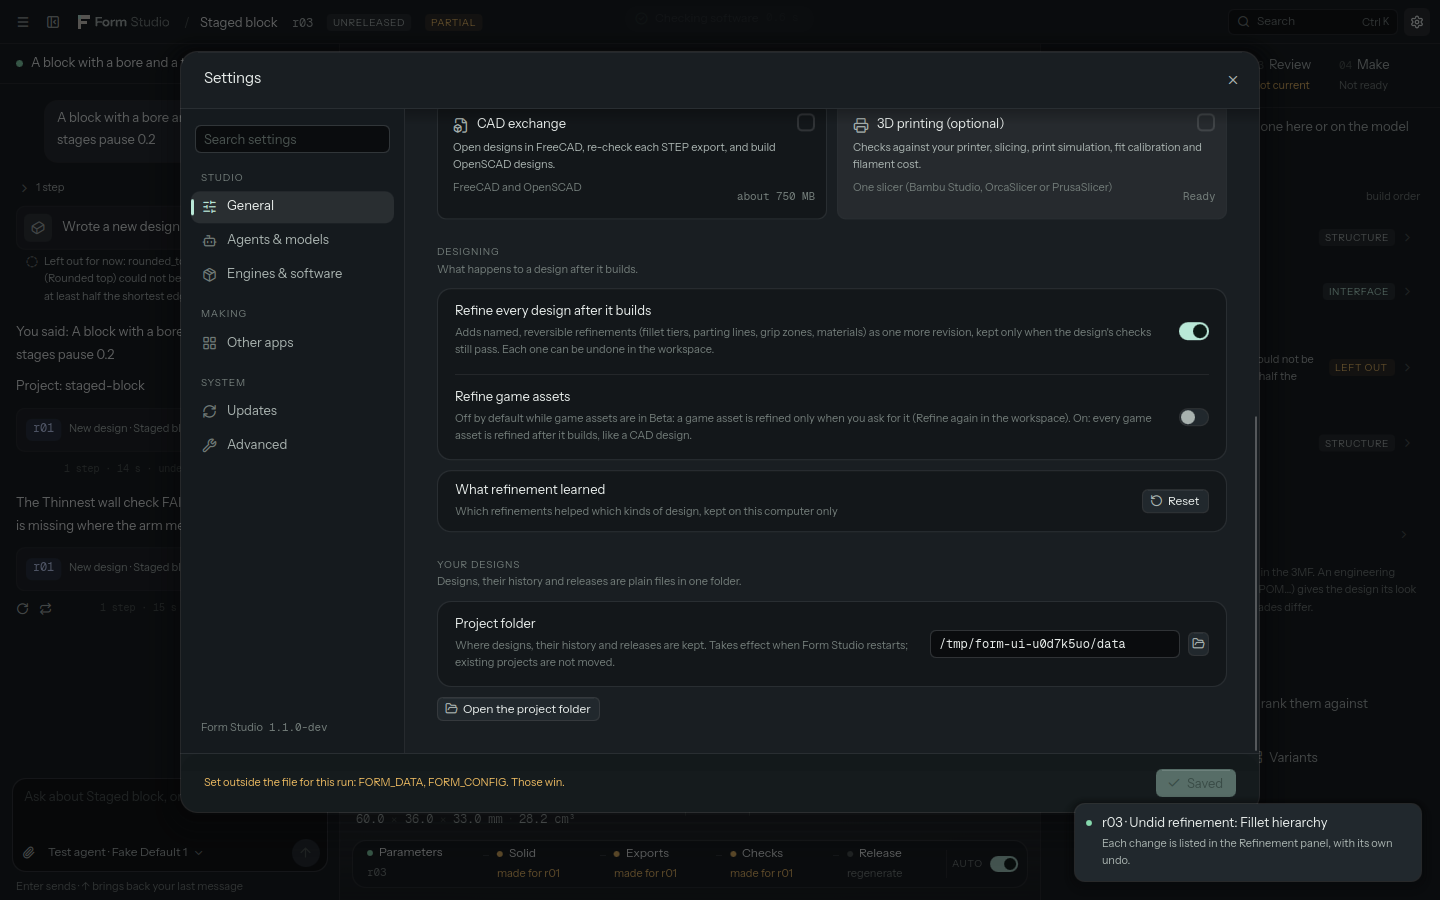 Form Studio / Staged block r03 UNRELEASED PARTIAL
Search Ctrl K
A block with a bore and a
A block with a bore an
stages pause 0.2
1 step
Wrote a new design
Left out for now: rounded_t
(Rounded top) could not be
at least half the shortest ed
You said: A block with a bore
stages pause 0.2
Project: staged-block
r01 New design · Staged bl
1 step · 14 s · unde
The Thinnest wall check FAI
is missing where the arm me
r01 New design · Staged bl
1 step · 15 s
Ask about Staged block, or
Test agent · Fake Default 1
Enter sends · ↑ brings back your last message
Settings
Search settings
STUDIO
General
Agents & models
Engines & software
MAKING
Other apps
SYSTEM
Updates
Advanced
Form Studio 1.1.0-dev
CAD exchange
Open designs in FreeCAD, re-check each STEP export, and build
OpenSCAD designs.
FreeCAD and OpenSCAD
about 750 MB
3D printing (optional)
Checks against your printer, slicing, print simulation, fit calibration and
filament cost.
One slicer (Bambu Studio, OrcaSlicer or PrusaSlicer)
Ready
DESIGNING
What happens to a design after it builds.
Refine every design after it builds
Adds named, reversible refinements (fillet tiers, parting lines, grip zones, materials) as one more revision, kept only when the design's checks
still pass. Each one can be undone in the workspace.
Refine game assets
Off by default while game assets are in Beta: a game asset is refined only when you ask for it (Refine again in the workspace). On: every game
asset is refined after it builds, like a CAD design.
What refinement learned
Which refinements helped which kinds of design, kept on this computer only
Reset
YOUR DESIGNS
Designs, their history and releases are plain files in one folder.
Project folder
Where designs, their history and releases are kept. Takes effect when Form Studio restarts;
existing projects are not moved.
/tmp/form-ui-u0d7k5uo/data
Open the project folder
Set outside the file for this run: FORM_DATA, FORM_CONFIG. Those win.
Saved
Review
ot current
04 Make
Not ready
one here or on the model
build order
STRUCTURE
INTERFACE
ould not be
half the
LEFT OUT
STRUCTURE
in the 3MF. An engineering
POM…) gives the design its look
ades differ.
rank them against
Variants
60.0 × 36.0 × 33.0 mm · 28.2 cm³
Parameters
r03
Solid
made for r01
Exports
made for r01
Checks
made for r01
Release
regenerate
AUTO
r03 · Undid refinement: Fillet hierarchy
Each change is listed in the Refinement panel, with its own
undo.